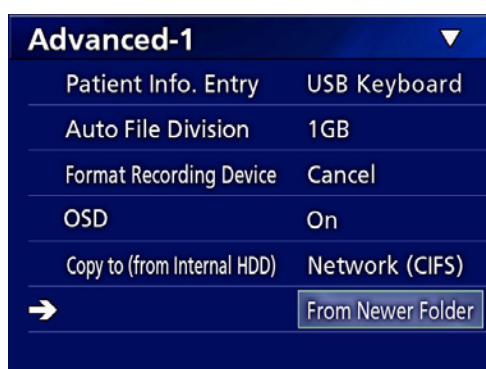 Advanced-1
Patient Info. Entry USB Keyboard
Auto File Division 1GB
Format Recording Device Cancel
OSD On
Copy to (from Internal HDD) Network (CIFS)
From Newer Folder